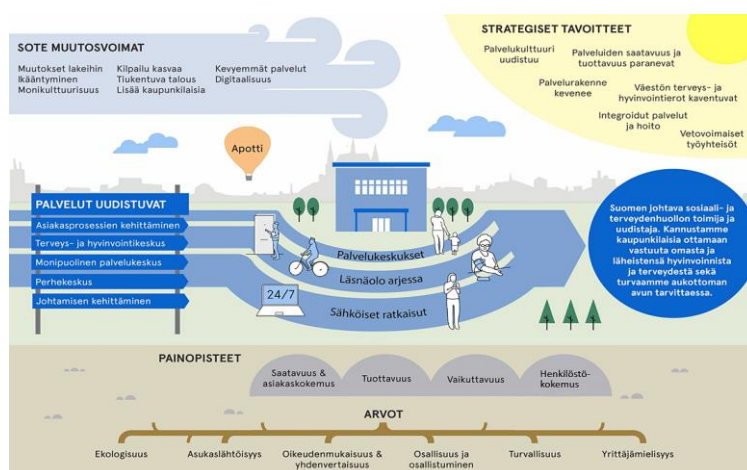 SOTE MUUTOSVOIMAT
Muutokset lakeihin
Ikääntyminen
Monikulttuurisuus
Kilpailu kasvaa
Tiukentuva talous
Lisää kaupunkilaisia
Kevyemmät palvelut
Digitaalisuus
STRATEGISET TAVOITTEET
Palvelukulttuuri
uudistuu
Palveluiden saatavuus ja
tuottavuus paranevat
Palvelurakenne
kevenee
Väestön terveys- ja
hyvinvointierot kaventuvat
Integroidut palvelut
ja hoito
Vetovoimaiset
työyhteisöt
Apotti
PALVELUT UUDISTUVAT
Asiakasprosessien kehittäminen
Terveys- ja hyvinvointikeskus
Monipuolinen palvelukeskus
Perhekeskus
Johtamisen kehittäminen
Palvelukeskukset
Läsnäolo arjessa
24/7
Sähköiset ratkaisut
Suomen johtava sosiaali- ja
terveydenhuollon toimija ja
uudistaja. Kannustamme
kaupunkilaisia ottamaan
vastuuta omasta ja
läheistensä hyvinvoinnista
ja terveydestä sekä
turvaamme aukottoman
avun tarvittaessa.
PAINOPISTEET
Saatavuus &
asiakaskokemus
Tuottavuus
Vaikuttavuus
Henkilöstö-
kokemus
ARVOT
Ekologisuus
Asukaslähtöisyys
Oikeudenmukaisuus &
yhdenvertaisuus
Osallisuus ja
osallistuminen
Turvallisuus
Yrittäjämielisyys